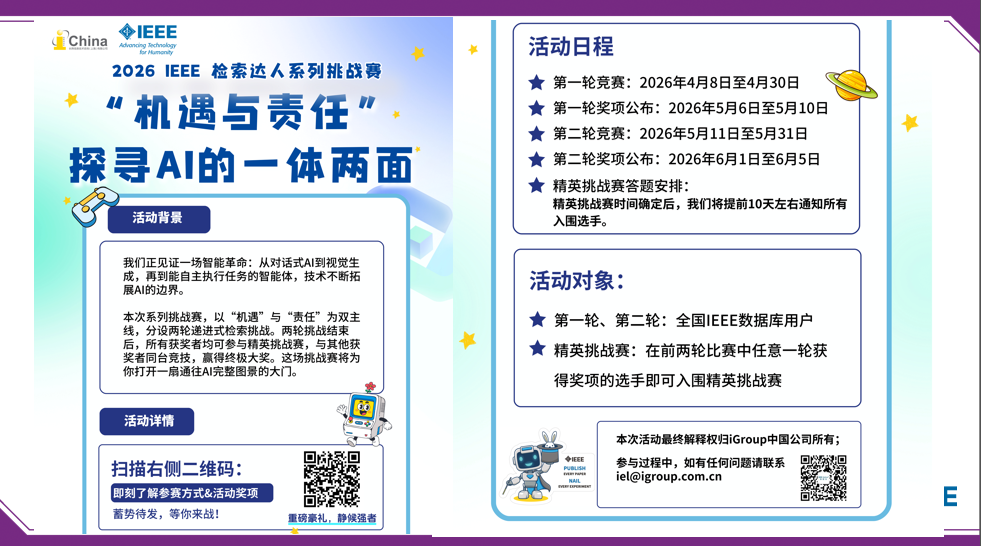 iChina
IEEE
Advancing Technology
for Humanity
2026 IEEE 检索达人系列挑战赛
“机遇与责任”
探寻AI的一体两面
活动背景
我们正见证一场智能革命：从对话式AI到视觉生
成，再到能自主执行任务的智能体，技术不断拓
展AI的边界。
本次系列挑战赛，以“机遇”与“责任”为双主
线，分设两轮递进式检索挑战。两轮挑战结束
后，所有获奖者均可参与精英挑战赛，与其他获
奖者同台竞技，赢得终极大奖。这场挑战赛将为
你打开一扇通往AI完整图景的大门。
活动详情
扫描右侧二维码：
即刻了解参赛方式&活动奖项
蓄势待发，等你来战！
重磅豪礼，静候强者
活动日程
第一轮竞赛：2026年4月8日至4月30日
第一轮奖项公布：2026年5月6日至5月10日
第二轮竞赛：2026年5月11日至5月31日
第二轮奖项公布：2026年6月1日至6月5日
精英挑战赛答题安排：
精英挑战赛时间确定后，我们将提前10天左右通知所有
入围选手。
活动对象：
第一轮、第二轮：全国IEEE数据库用户
精英挑战赛：在前两轮比赛中任意一轮获
得奖项的选手即可入围精英挑战赛
IEEE
PUBLISH
EVERY PAPER
NAIL
EVERY EXPERIMENT
本次活动最终解释权归iGroup中国公司所有；
参与过程中，如有任何问题请联系
iel@igroup.com.cn
E